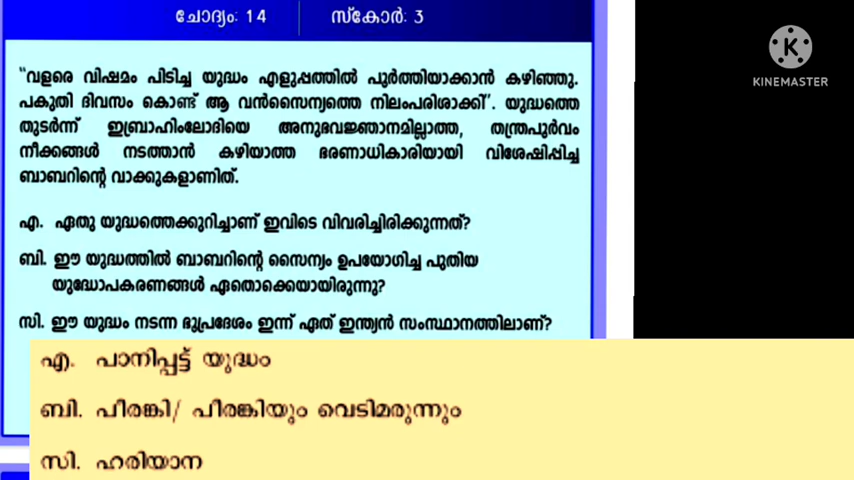 ചോദ്യം: 14 സ്കോർ: 3
"വളരെ വിഷമം പിടിച്ച യുദ്ധം എളുപ്പത്തിൽ പൂർത്തിയാക്കാൻ കഴിഞ്ഞു.
പകുതി ദിവസം കൊണ്ട് ആ വൻസൈന്യത്തെ നിലംപരിശാക്കി". യുദ്ധത്തെ
തുടർന്ന് ഇബ്രാഹിംലോദിയെ അനുഭവജ്ഞാനമില്ലാത്ത, തന്ത്രപൂർവം
നീക്കങ്ങൾ നടത്താൻ കഴിയാത്ത ഭരണാധികാരിയായി വിശേഷിപ്പിച്ച
ബാബറിന്റെ വാക്കുകളാണിത്.
എ. ഏതു യുദ്ധത്തെക്കുറിച്ചാണ് ഇവിടെ വിവരിച്ചിരിക്കുന്നത്?
ബി. ഈ യുദ്ധത്തിൽ ബാബറിന്റെ സൈന്യം ഉപയോഗിച്ച പുതിയ
യുദ്ധോപകരണങ്ങൾ ഏതൊക്കെയായിരുന്നു?
സി. ഈ യുദ്ധം നടന്ന ഭൂപ്രദേശം ഇന്ന് ഏത് ഇന്ത്യൻ സംസ്ഥാനത്തിലാണ്?
എ. പാനിപ്പട്ട് യുദ്ധം
ബി. പീരങ്കി/ പീരങ്കിയും വെടിമരുന്നും
സി. ഹരിയാന
K
KINEMASTER